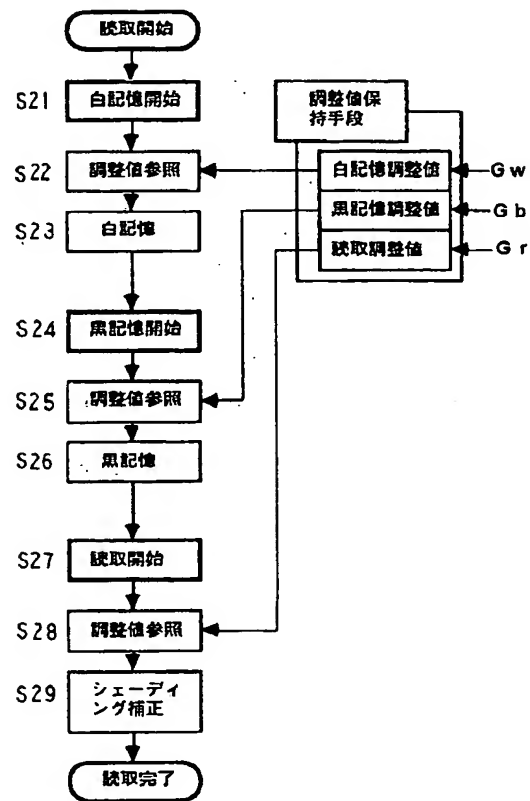 読取開始
S21
白記憶開始
S22
調整値参照
S23
白記憶
S24
黒記憶開始
S25
調整値参照
S26
黒記憶
S27
読取開始
S28
調整値参照
S29
シェーディ
ング補正
読取完了
調整値保
持手段
白記憶調整値
Gw
黒記憶調整値
Gb
読取調整値
Gr